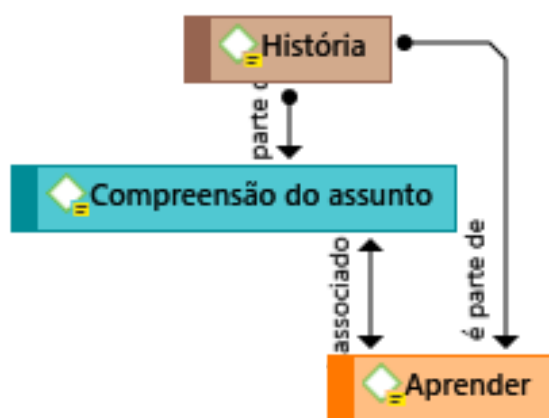 História
parte
Compreensão do assunto
associado
é parte de
Aprender